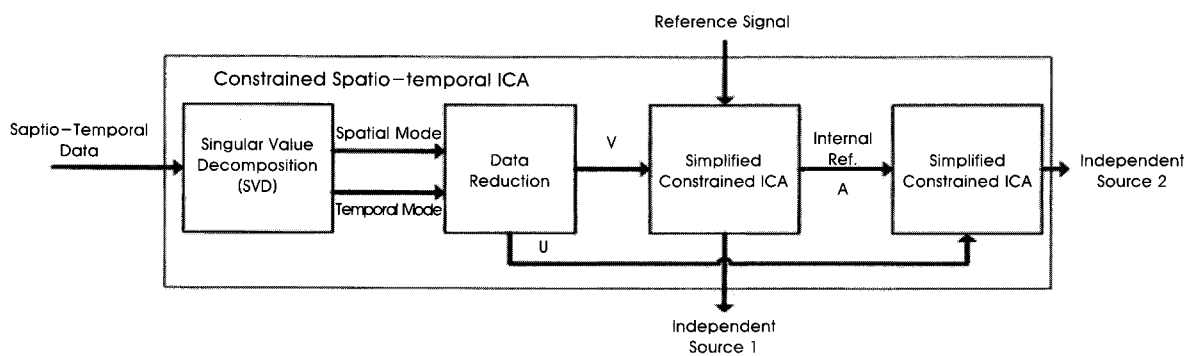 Reference Signal
Constrained Spatio-temporal ICA
Saptio-Temporal
Data
Singular Value
Decomposition
(SVD)
Spatial Mode
Temporal Mode
Data
Reduction
V
U
Simplified
Constrained ICA
Internal
Ref.
A
Simplified
Constrained ICA
Independent
Source 2
Independent
Source 1